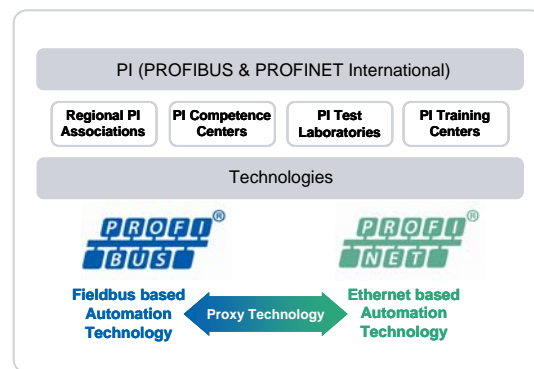 PI (PROFIBUS & PROFINET International)
Regional PI
Associations
PI Competence
Centers
PI Test
Laboratories
PI Training
Centers
Technologies
PROFI®
BUS
PROFI®
NET
Fieldbus based
Automation
Technology
Proxy Technology
Ethernet based
Automation
Technology